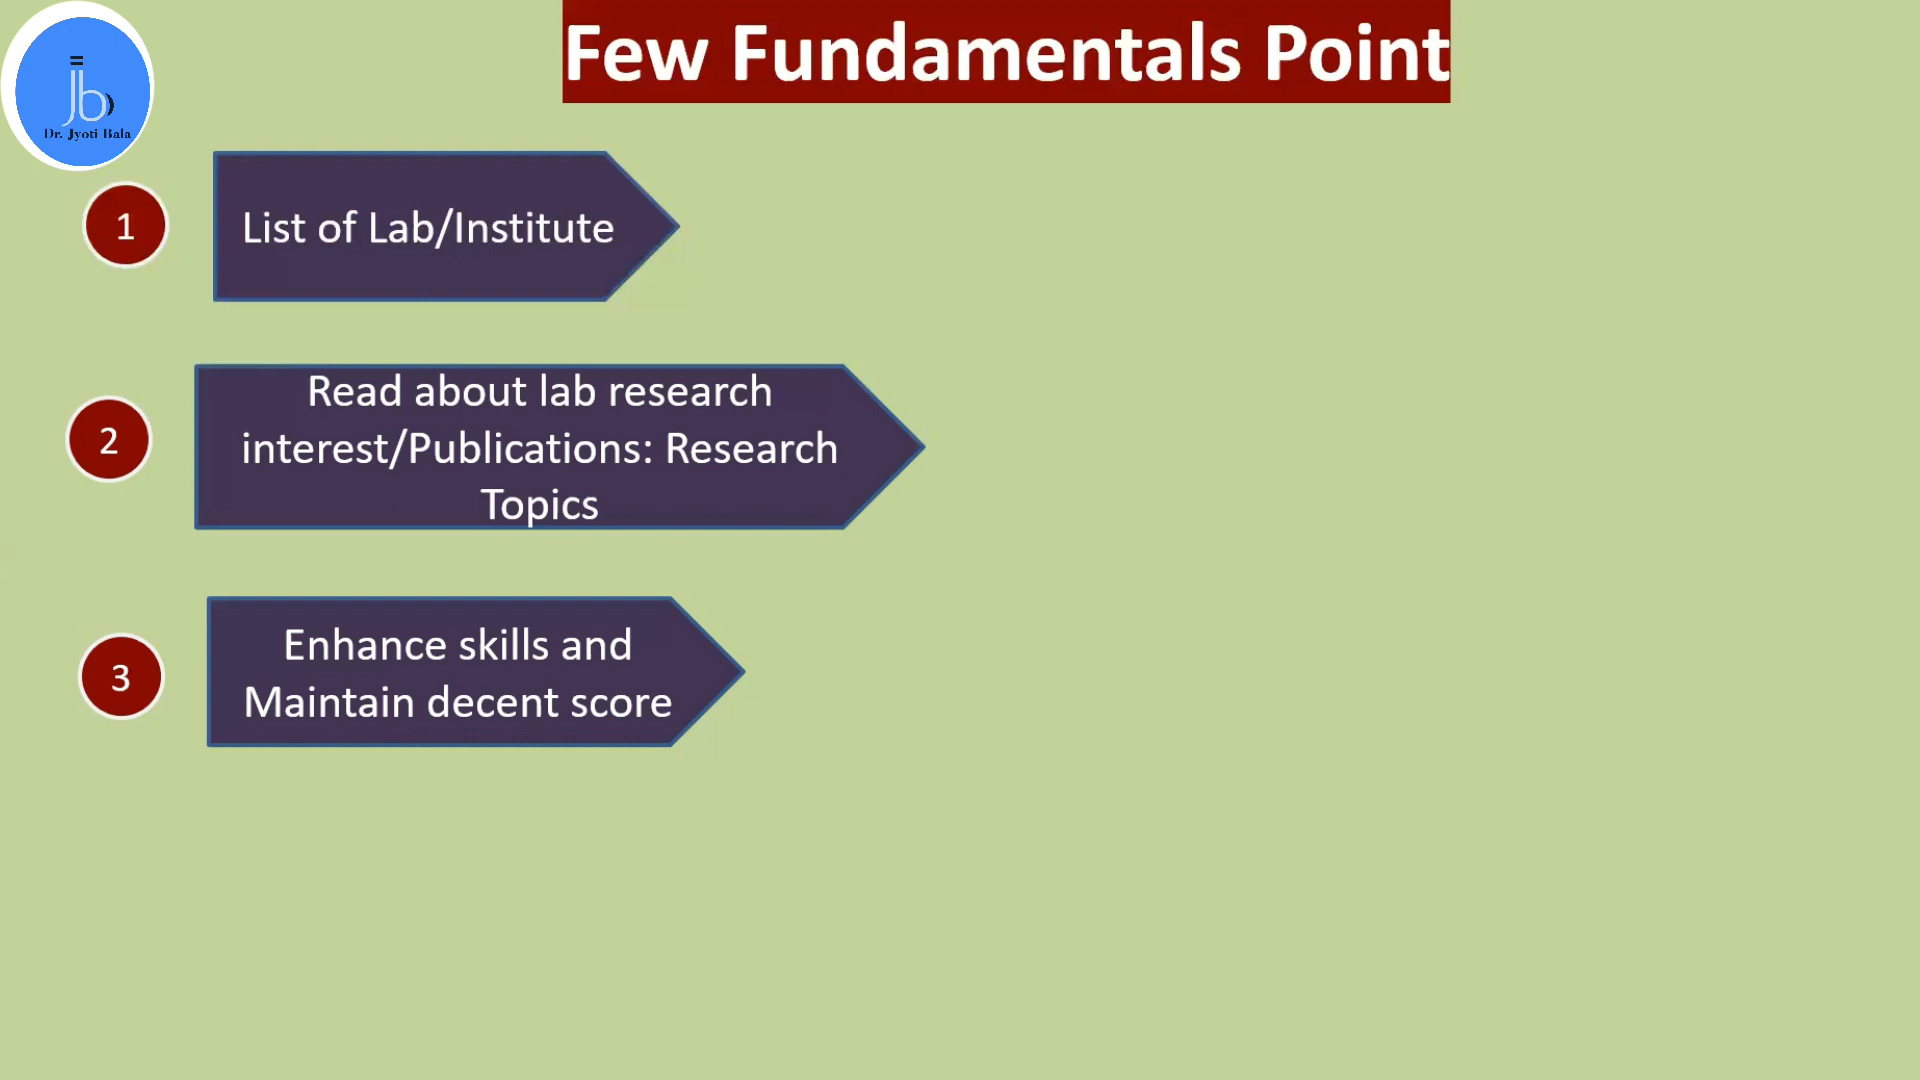 Few Fundamentals Point
jb
Dr. Jyoti Bala
1
List of Lab/Institute
2
Read about lab research
interest/Publications: Research
Topics
3
Enhance skills and
Maintain decent score